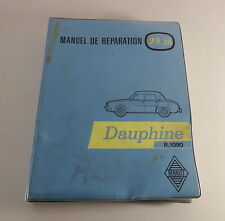 MANUEL DE REPARATION
Dauphine
R.1090
RENAULT